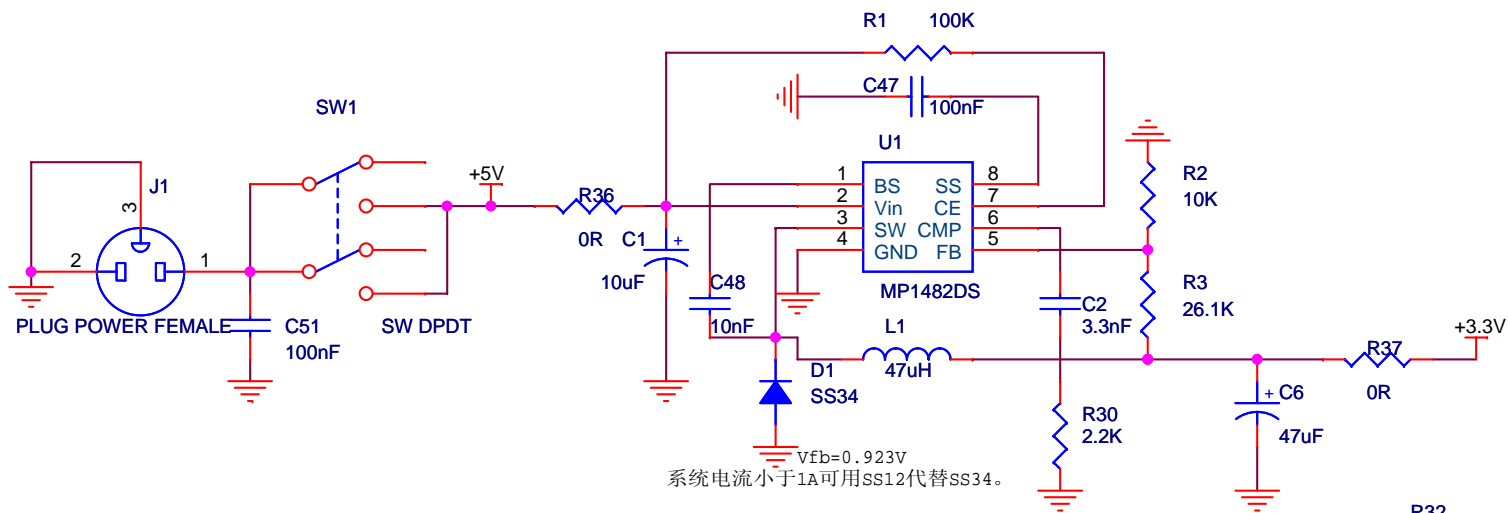 R1 100K
C47
100nF
SW1
U1
+5V
J1
3
R36
0R
C1
+
10uF
1
2
3
4
BS
Vin
SW
GND
SS
CE
CMP
FB
8
7
6
5
MP1482DS
R2
10K
R3
26.1K
2
1
PLUG POWER FEMALE
C51
100nF
SW DPDT
C48
10nF
L1
47uH
C2
3.3nF
D1
SS34
R30
2.2K
+3.3V
R37
0R
+
C6
47uF
Vfb=0.923V
系统电流小于1A可用SS12代替SS34。
R32